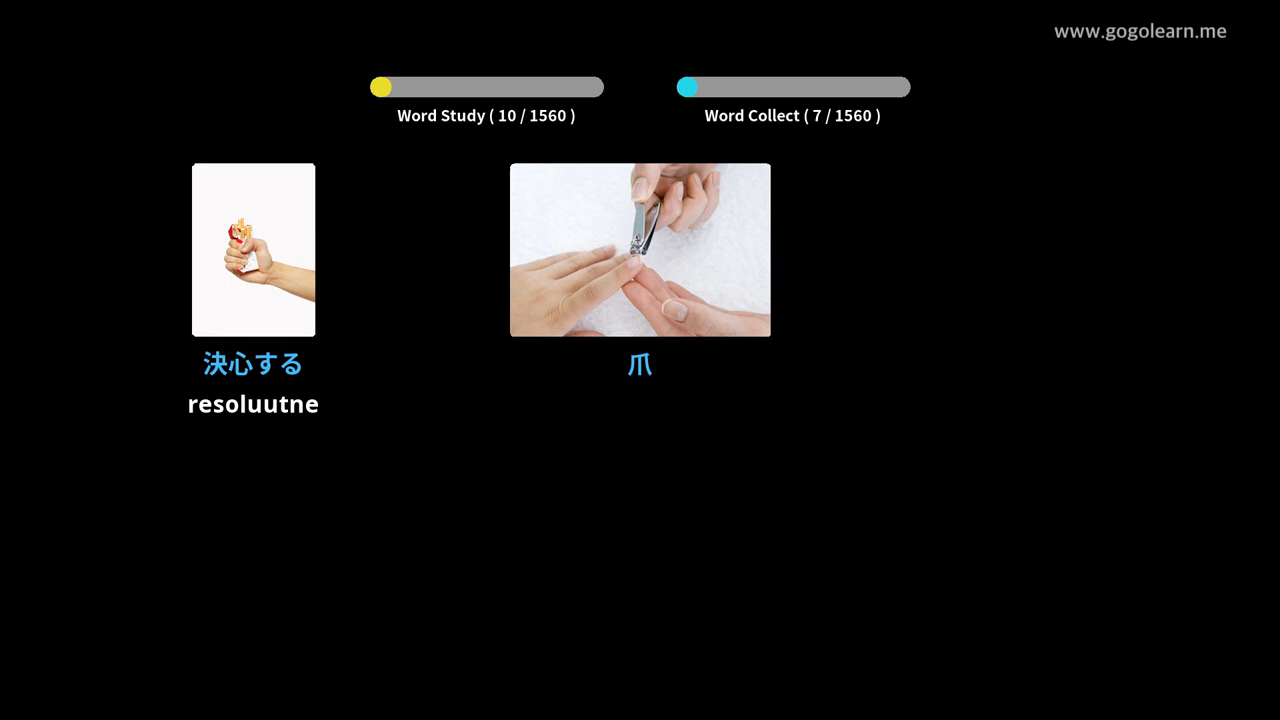 www.gogolearn.me
Word Study ( 10 / 1560 )
Word Collect ( 7 / 1560 )
決心する
爪
resoluutne